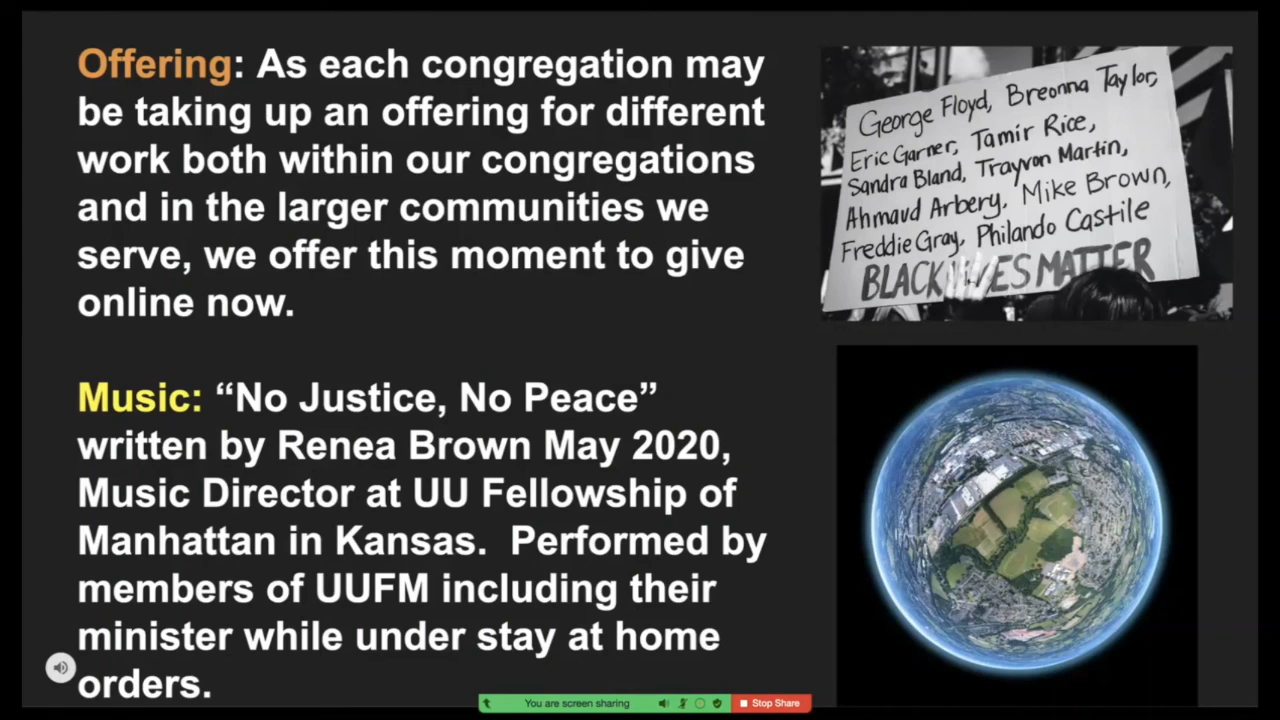 Offering: As each congregation may
be taking up an offering for different
work both within our congregations
and in the larger communities we
serve, we offer this moment to give
online now.
Music: “No Justice, No Peace”
written by Renea Brown May 2020,
Music Director at UU Fellowship of
Manhattan in Kansas.  Performed by
members of UUFM including their
minister while under stay at home
orders.
George Floyd, Breonna Taylor,
Eric Garner, Tamir Rice,
Sandra Bland, Trayvon Martin,
Ahmaud Arbery, Mike Brown,
Freddie Gray, Philando Castile
BLACK LIVES MATTER
You are screen sharing
Stop Share